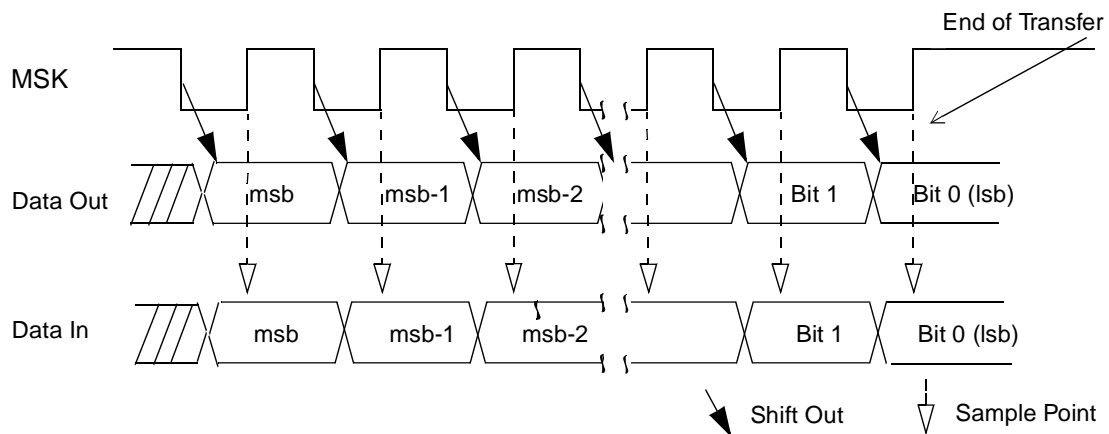 End of Transfer
MSK
Data Out
msb
msb-1
msb-2
Bit 1
Bit 0 (lsb)
Data In
msb
msb-1
msb-2
Bit 1
Bit 0 (lsb)
Shift Out
Sample Point